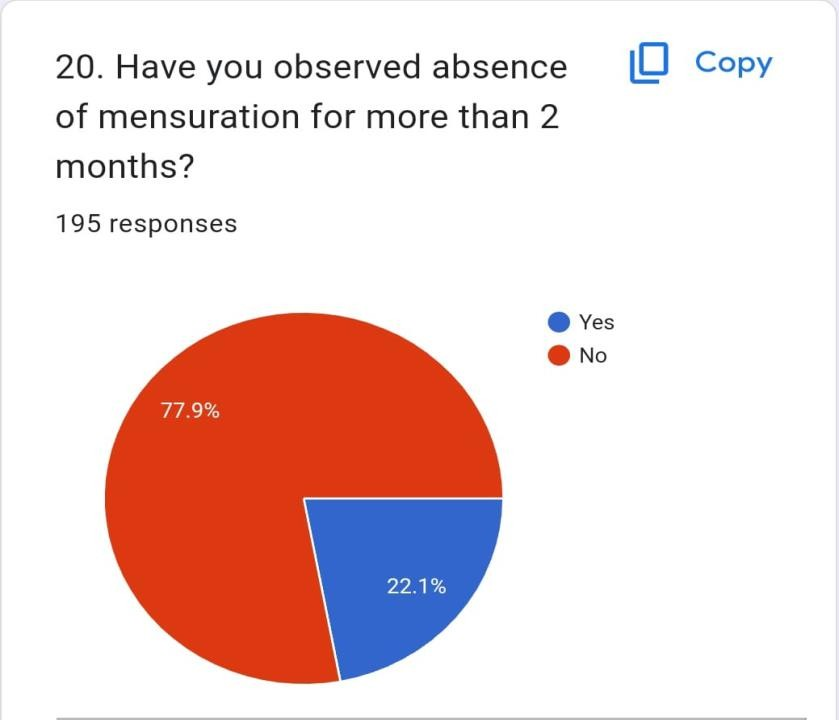 20. Have you observed absence
of mensuration for more than 2
months?
Copy
195 responses
Yes
No
77.9%
22.1%